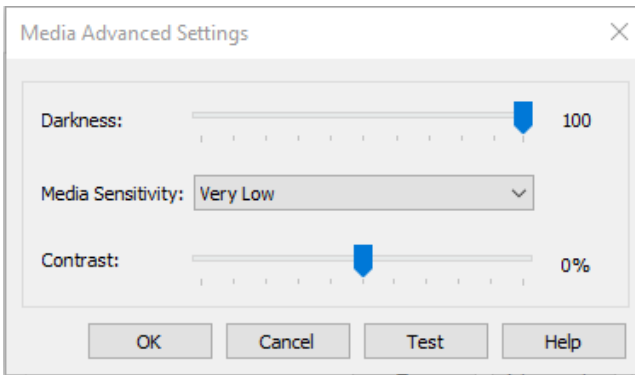 Media Advanced Settings
Darkness: 100
Media Sensitivity: Very Low
Contrast: 0%
OK Cancel Test Help